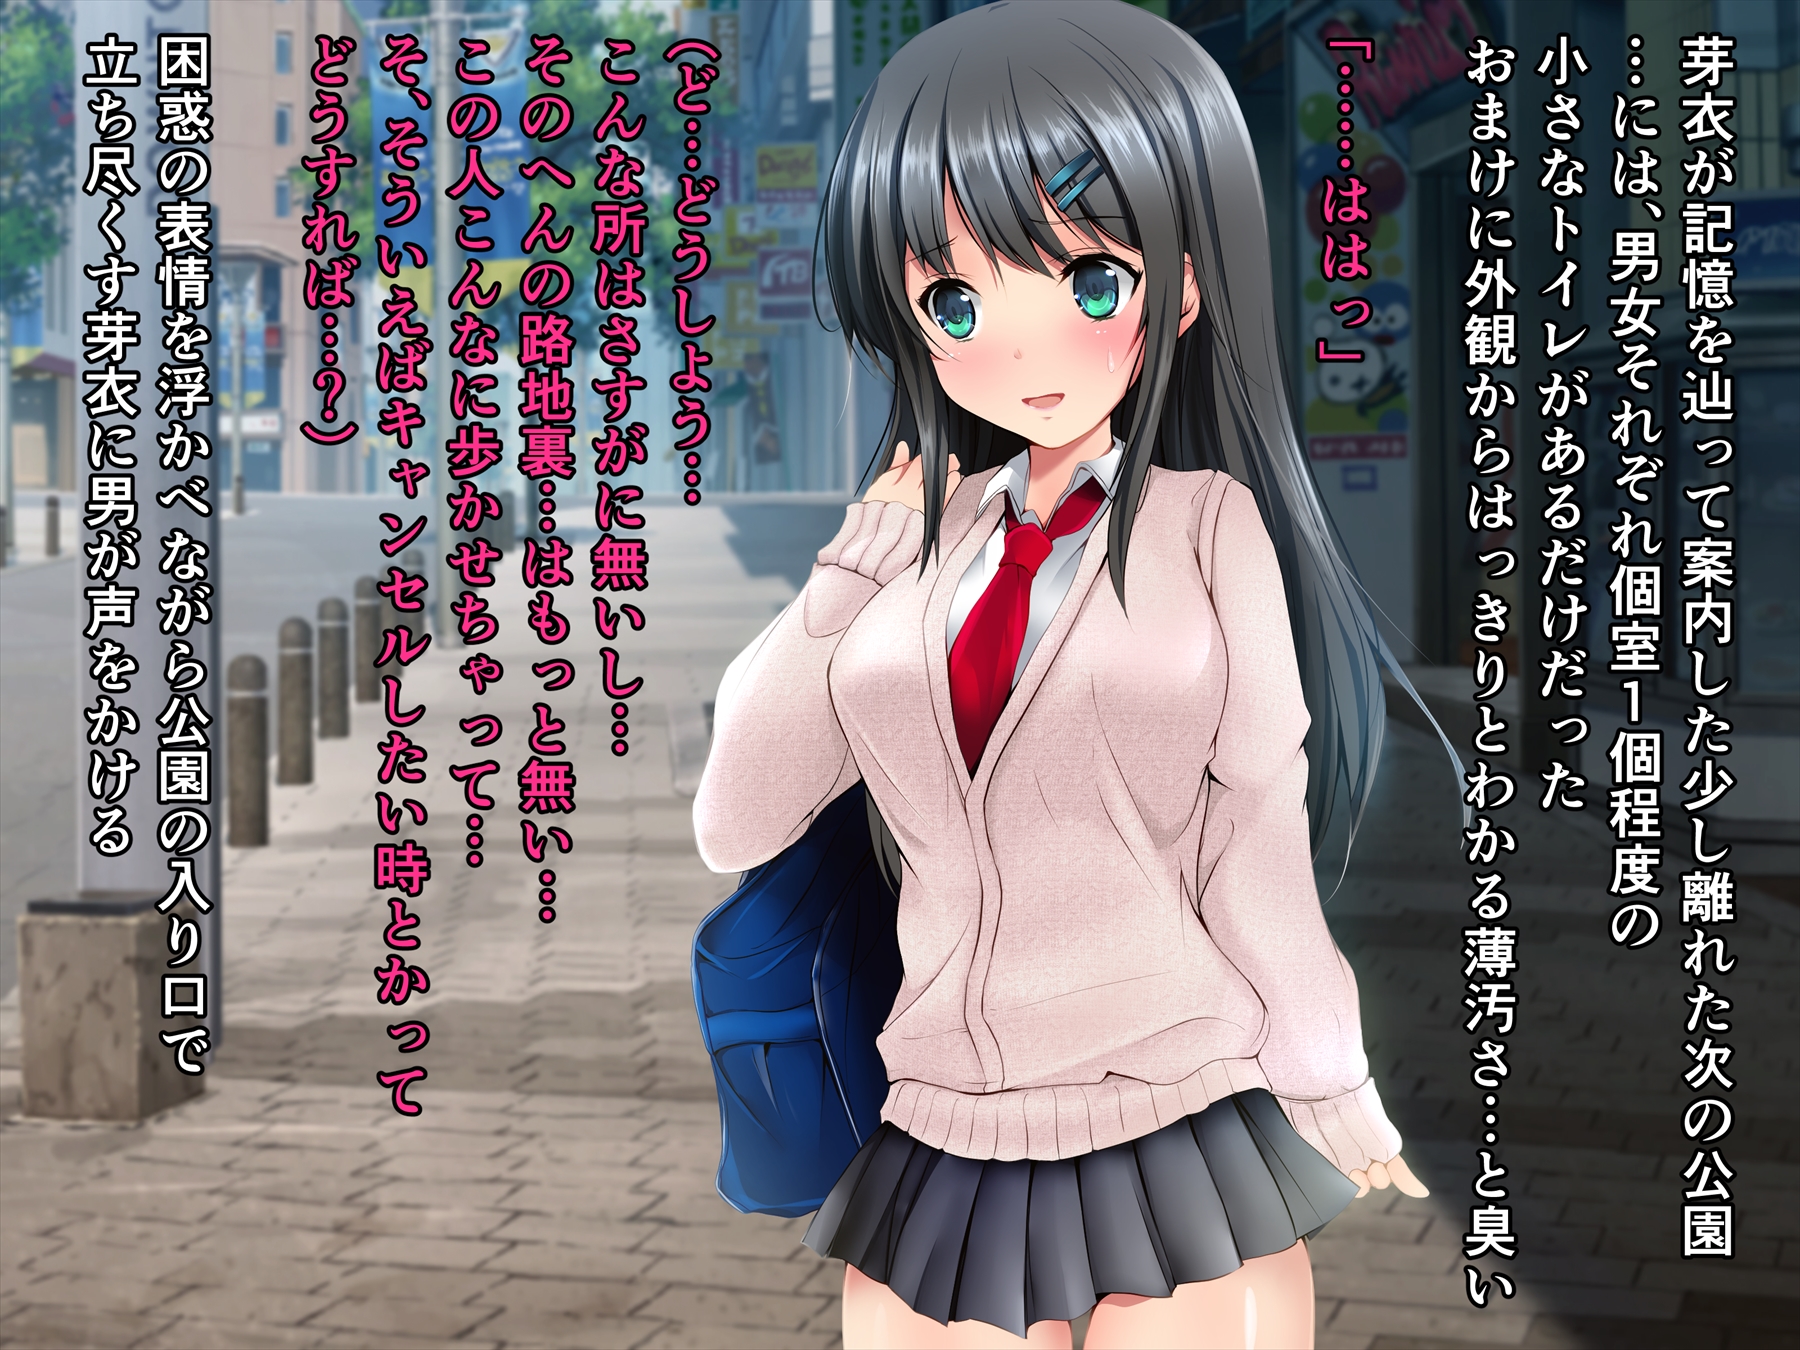 芽衣が記憶を辿って案内した少し離れた次の公園
…には、男女それぞれ個室1個程度の
小さなトイレがあるだけだった
おまけに外観からはっきりとわかる薄汚さ…と臭い
「……ははっ」
（ど…どうしよう…
こんな所はさすがに無いし…
そのへんの路地裏…はもっと無い…
この人こんなに歩かせちゃって…
そ、そういえばキャンセルしたい時とかって
どうすれば……？）
困惑の表情を浮かべながら公園の入り口で
立ち尽くす芽衣に男が声をかける